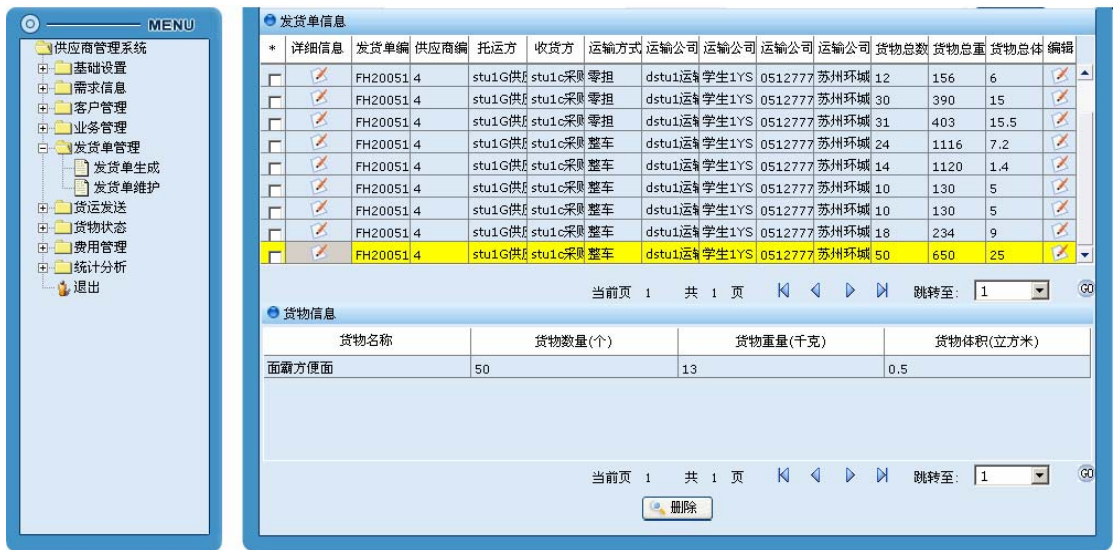 MENU
供应商管理系统
基础设置
需求信息
客户管理
业务管理
发货单管理
发货单生成
发货单维护
货运发送
货物状态
费用管理
统计分析
退出
发货单信息
* 详细信息 发货单编 供应商编 托运方 收货方 运输方式 运输公司 运输公司 运输公司 运输公司 货物总数 货物总重 货物总体 编辑
FH20051 4 stu1G供 stu1c采购 零担 dstu1运 学生1YS 0512777 苏州环城 12 156 6
FH20051 4 stu1G供 stu1c采购 零担 dstu1运 学生1YS 0512777 苏州环城 30 390 15
FH20051 4 stu1G供 stu1c采购 零担 dstu1运 学生1YS 0512777 苏州环城 31 403 15.5
FH20051 4 stu1G供 stu1c采购 整车 dstu1运 学生1YS 0512777 苏州环城 24 1116 7.2
FH20051 4 stu1G供 stu1c采购 整车 dstu1运 学生1YS 0512777 苏州环城 14 1120 1.4
FH20051 4 stu1G供 stu1c采购 整车 dstu1运 学生1YS 0512777 苏州环城 10 130 5
FH20051 4 stu1G供 stu1c采购 整车 dstu1运 学生1YS 0512777 苏州环城 10 130 5
FH20051 4 stu1G供 stu1c采购 整车 dstu1运 学生1YS 0512777 苏州环城 18 234 9
FH20051 4 stu1G供 stu1c采购 整车 dstu1运 学生1YS 0512777 苏州环城 50 650 25
当前页 1 共 1 页 跳转至: 1 GO
货物信息
货物名称 货物数量(个) 货物重量(千克) 货物体积(立方米)
面霸方便面 50 13 0.5
当前页 1 共 1 页 跳转至: 1 GO
删除